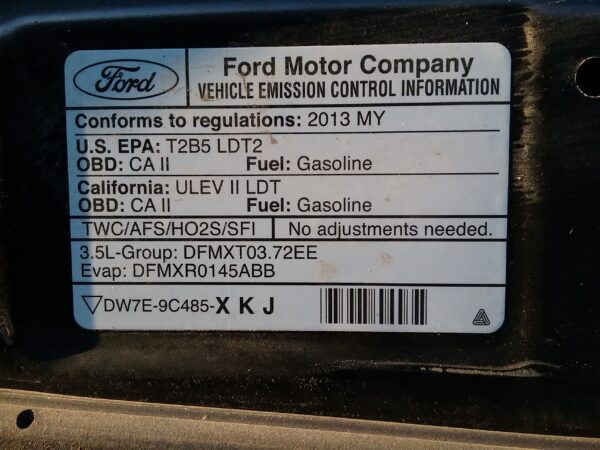 Ford
Ford Motor Company
VEHICLE EMISSION CONTROL INFORMATION
Conforms to regulations: 2013 MY
U.S. EPA: T2B5 LDT2
OBD: CA II Fuel: Gasoline
California: ULEV II LDT
OBD: CA II Fuel: Gasoline
TWC/AFS/HO2S/SFI No adjustments needed.
3.5L-Group: DFMXT03.72EE
Evap: DFMXR0145ABB
▽DW7E-9C485-X K J